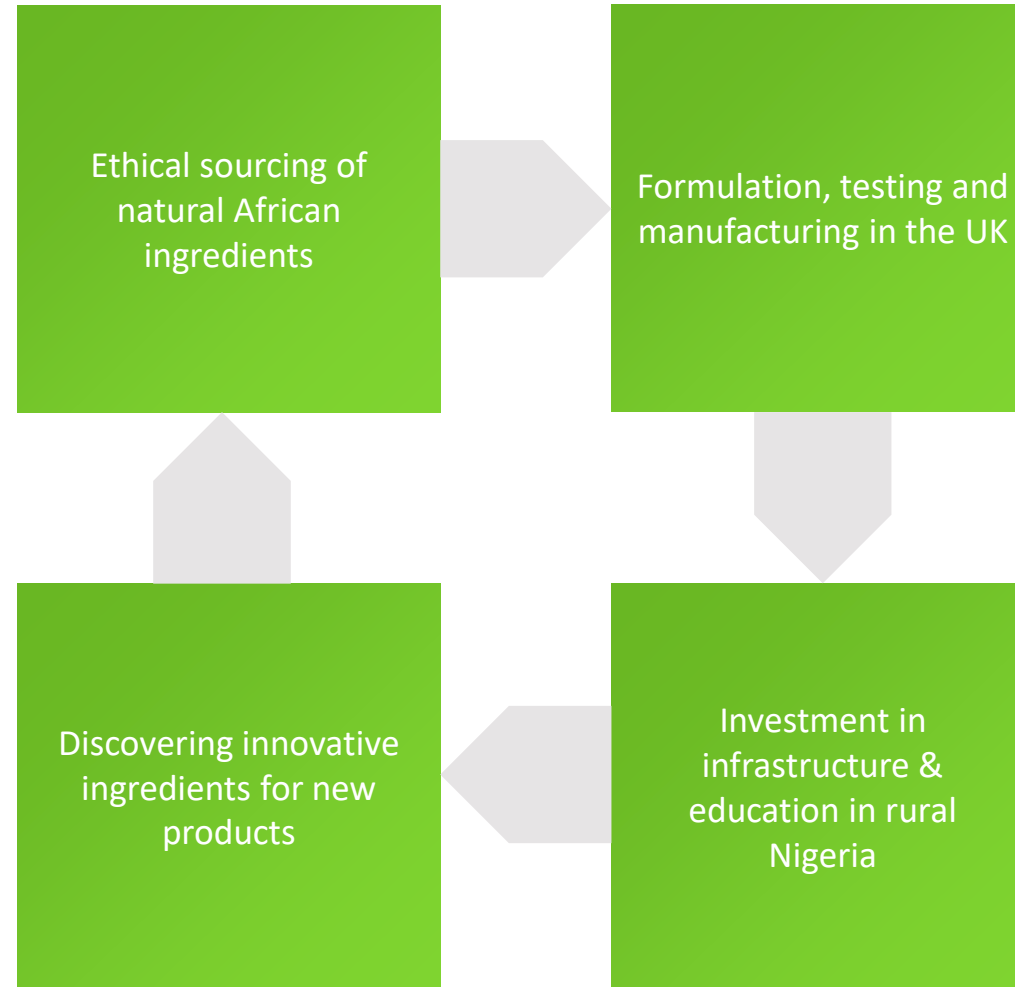 Ethical sourcing of
natural African
ingredients
Formulation, testing and
manufacturing in the UK
Discovering innovative
ingredients for new
products
Investment in
infrastructure &
education in rural
Nigeria